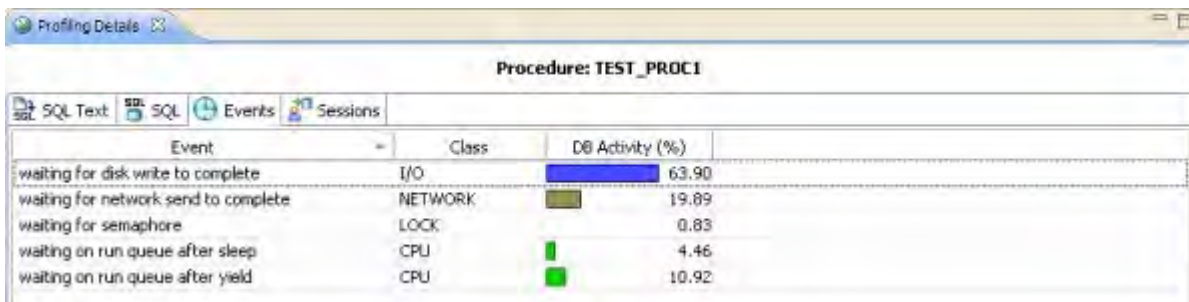 Profiling Details
Procedure: TEST_PROC1
SQL Text SQL Events Sessions
Event Class DB Activity (%)
waiting for disk write to complete I/O 63.90
waiting for network send to complete NETWORK 19.89
waiting for semaphore LOCK 0.83
waiting on run queue after sleep CPU 4.46
waiting on run queue after yield CPU 10.92